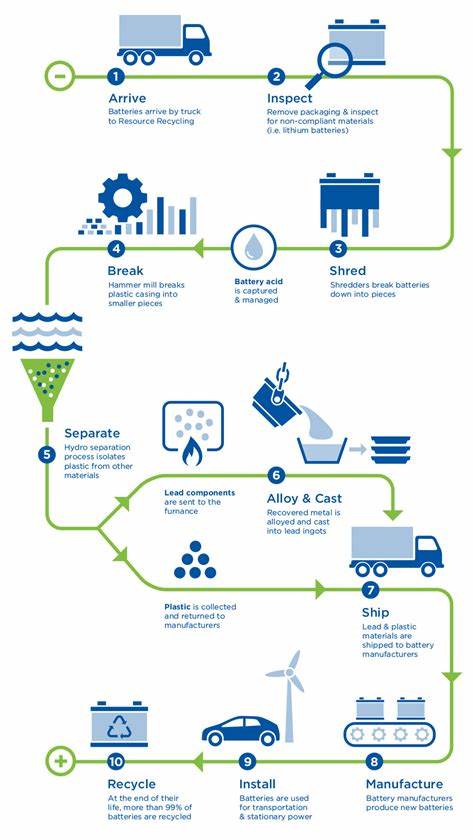 1
Arrive
Batteries arrive by truck
to Resource Recycling
2
Inspect
Remove packaging & inspect
for non-compliant materials
(i.e. lithium batteries)
3
Shred
Shredders break batteries
down into pieces
Battery acid
is captured
& managed
4
Break
Hammer mill breaks
plastic casing into
smaller pieces
5
Separate
Hydro separation
process isolates
plastic from other
materials
Lead components
are sent to the
furnance
6
Alloy & Cast
Recovered metal is
alloyed and cast
into lead ingots
Plastic is collected
and returned to
manufacturers
7
Ship
Lead & plastic
materials are
shipped to battery
manufacturers
8
Manufacture
Battery manufacturers
produce new batteries
9
Install
Batteries are used
for transportation
& stationary power
10
Recycle
At the end of their
life, more than 99% of
batteries are recycled